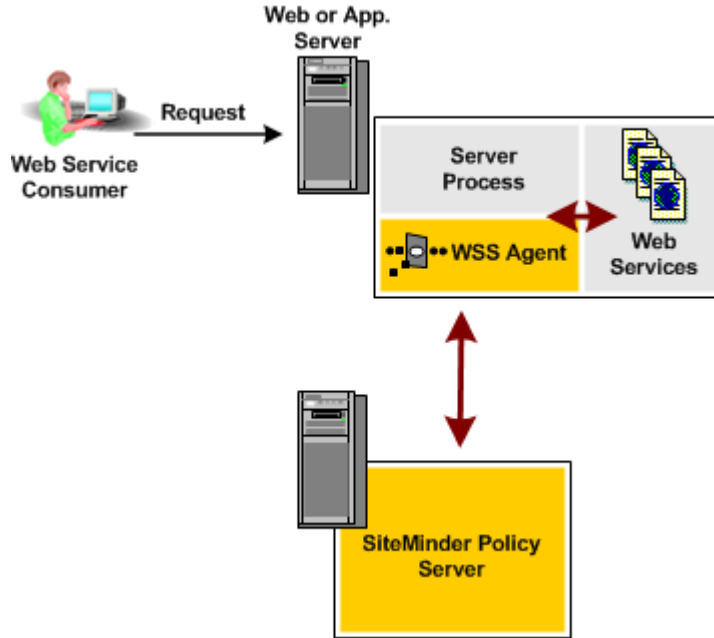 Web or App.
Server
Request
Web Service
Consumer
Server
Process
WSS Agent
Web
Services
SiteMinder Policy
Server